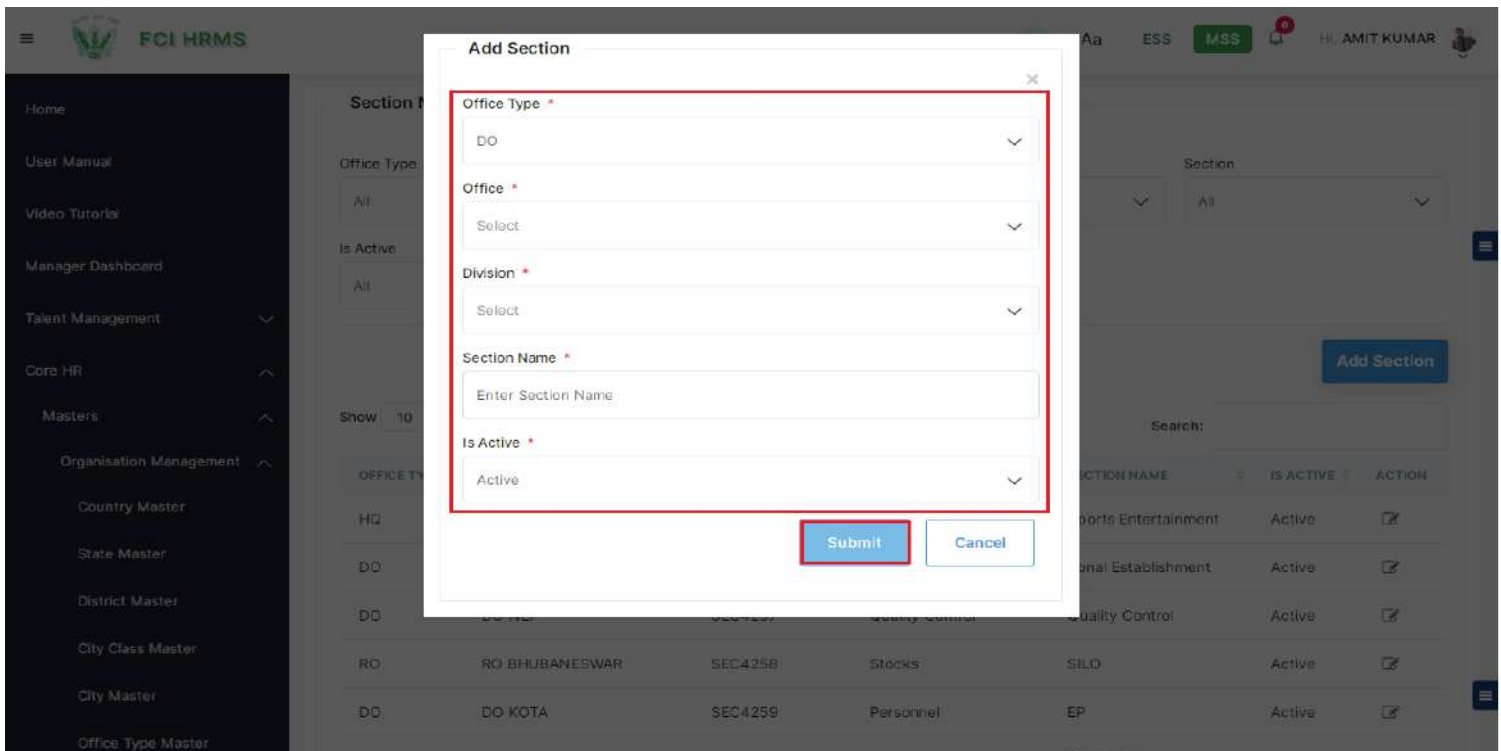 FCI HRMS
Aa ESS MSS 0 Hi, AMIT KUMAR
Home
User Manual
Video Tutorial
Manager Dashboard
Talent Management
Core HR
Masters
Organisation Management
Country Master
State Master
District Master
City Class Master
City Master
Office Type Master
Section
Office Type
Section
All
All
Is Active
All
Add Section
Show 10
Search:
Add Section
×
Office Type *
DO
Office *
Select
Division *
Select
Section Name *
Enter Section Name
Is Active *
Active
Submit Cancel
OFFICE IS ACTIVE ACTION
HQ Entertainment Active
DO Establishment Active
DO Quality Control Active
RO RO BHUBANESWAR SEC4258 Stocks SILO Active
DO DO KOTA SEC4259 Personnel EP Active